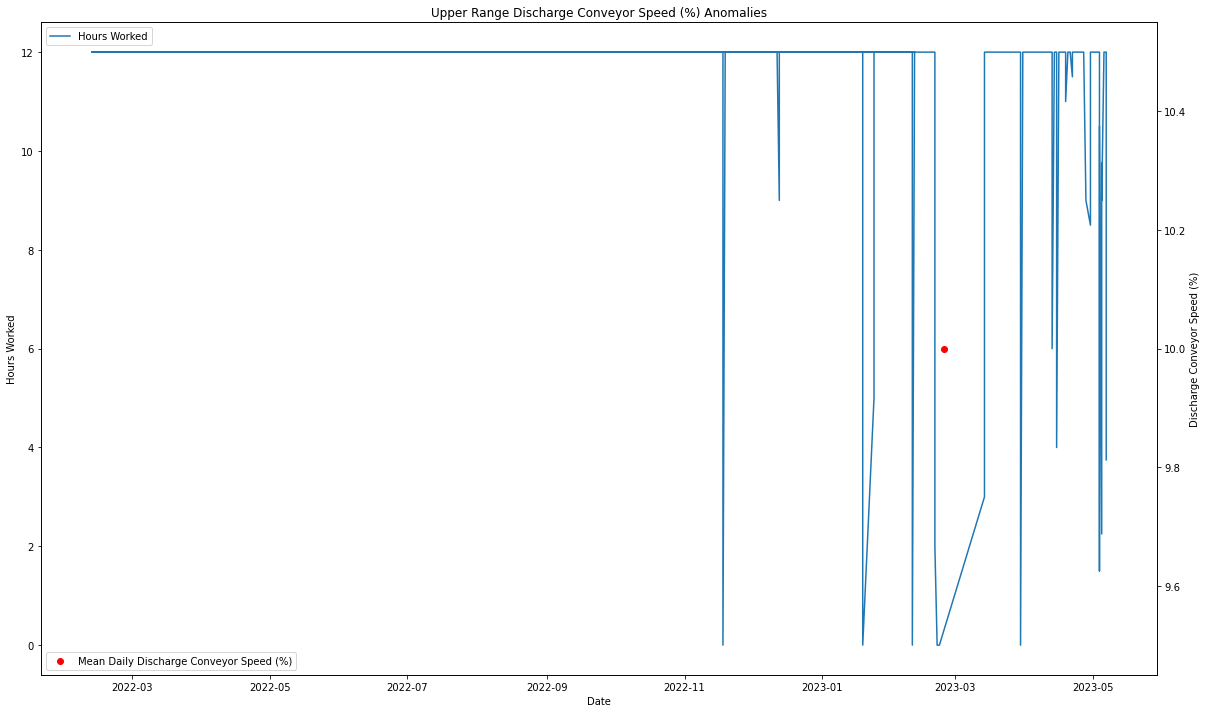 Upper Range Discharge Conveyor Speed (%) Anomalies
Hours Worked
12
10
8
6
4
2
0
Hours Worked
10.4
10.2
10.0
9.8
9.6
Discharge Conveyor Speed (%)
Mean Daily Discharge Conveyor Speed (%)
2022-03 2022-05 2022-07 2022-09 2022-11 2023-01 2023-03 2023-05
Date